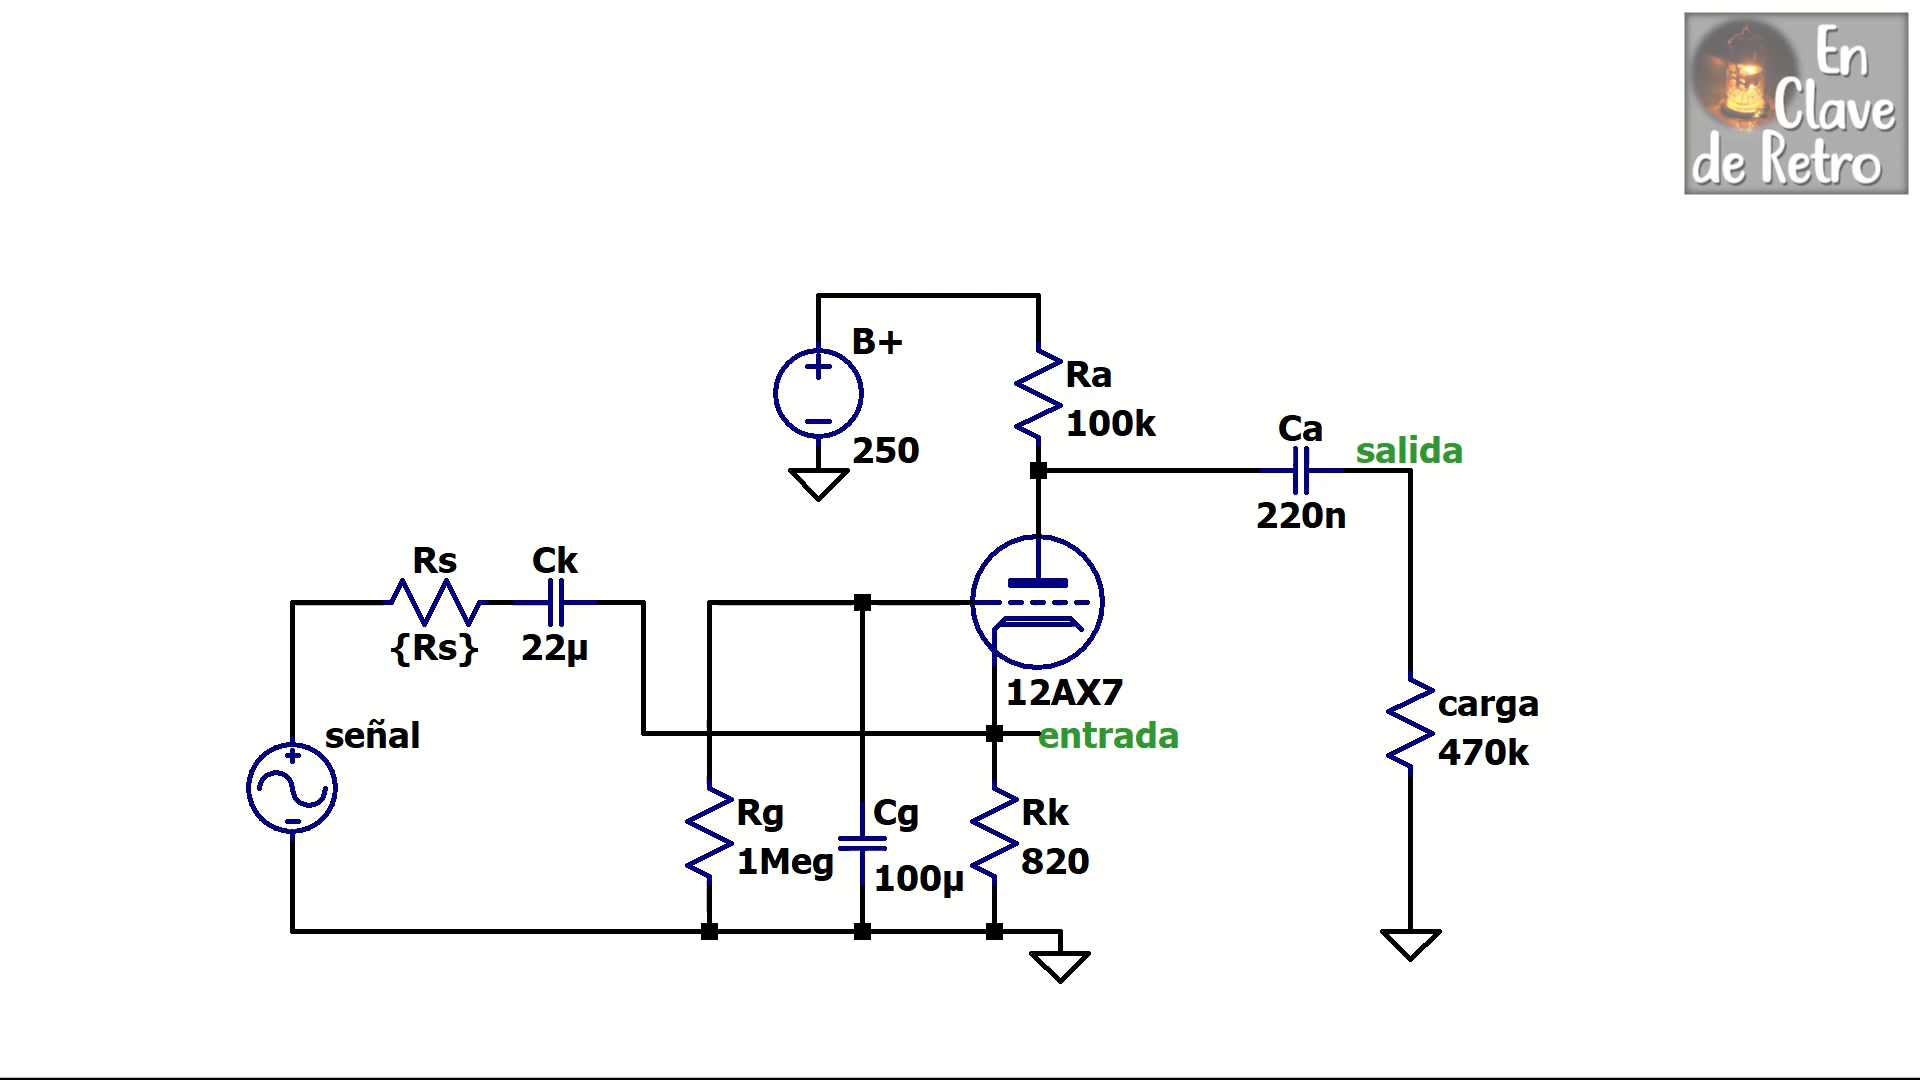 En
Clave
de Retro
B+
250
Ra
100k
Ca
220n
salida
Rs
{Rs}
Ck
22µ
12AX7
señal
entrada
carga
470k
Rg
1Meg
Cg
100µ
Rk
820